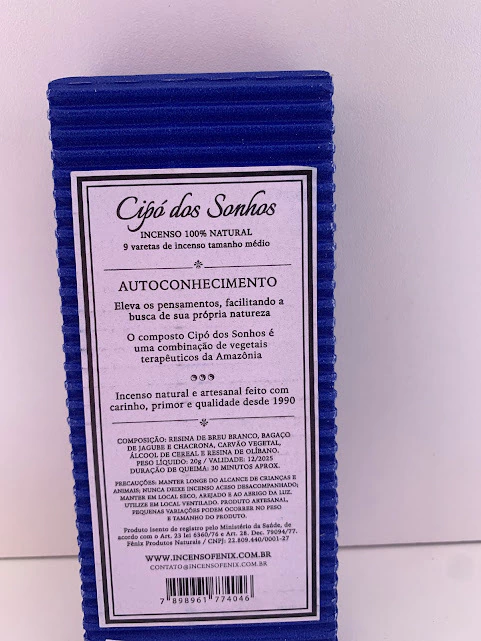 Cipó dos Sonhos
INCENSO 100% NATURAL
9 varetas de incenso tamanho médio
AUTOCONHECIMENTO
Eleva os pensamentos, facilitando a
busca de sua própria natureza
O composto Cipó dos Sonhos é
uma combinação de vegetais
terapêuticos da Amazônia
Incenso natural e artesanal feito com
carinho, primor e qualidade desde 1990
COMPOSIÇÃO: RESINA DE BREU BRANCO, BAGAÇO
DE JAGUBE E CHACRONA, CARVÃO VEGETAL,
ÁLCOOL DE CEREAL E RESINA DE OLÍBANO.
PESO LÍQUIDO: 20g / VALIDADE: 12/2025
DURAÇÃO DE QUEIMA: 30 MINUTOS APROX.
PRECAUÇÕES: MANTER LONGE DO ALCANCE DE CRIANÇAS E
ANIMAIS; NUNCA DEIXE INCENSO ACESO DESACOMPANHADO;
MANTER EM LOCAL SECO, AREJADO E AO ABRIGO DA LUZ.
UTILIZE EM LOCAL VENTILADO. PRODUTO ARTESANAL,
PEQUENAS VARIAÇÕES PODEM OCORRER NO PESO
E TAMANHO DO PRODUTO.
Produto isento de registro pelo Ministério da Saúde, de
acordo com o Art. 23 lei 6360/76 e Art. 28. Dec. 79094/77.
Fênix Produtos Naturais / CNPJ: 22.809.440/0001-27
WWW.INCENSOFENIX.COM.BR
CONTATO@INCENSOFENIX.COM.BR
7 898961 774046